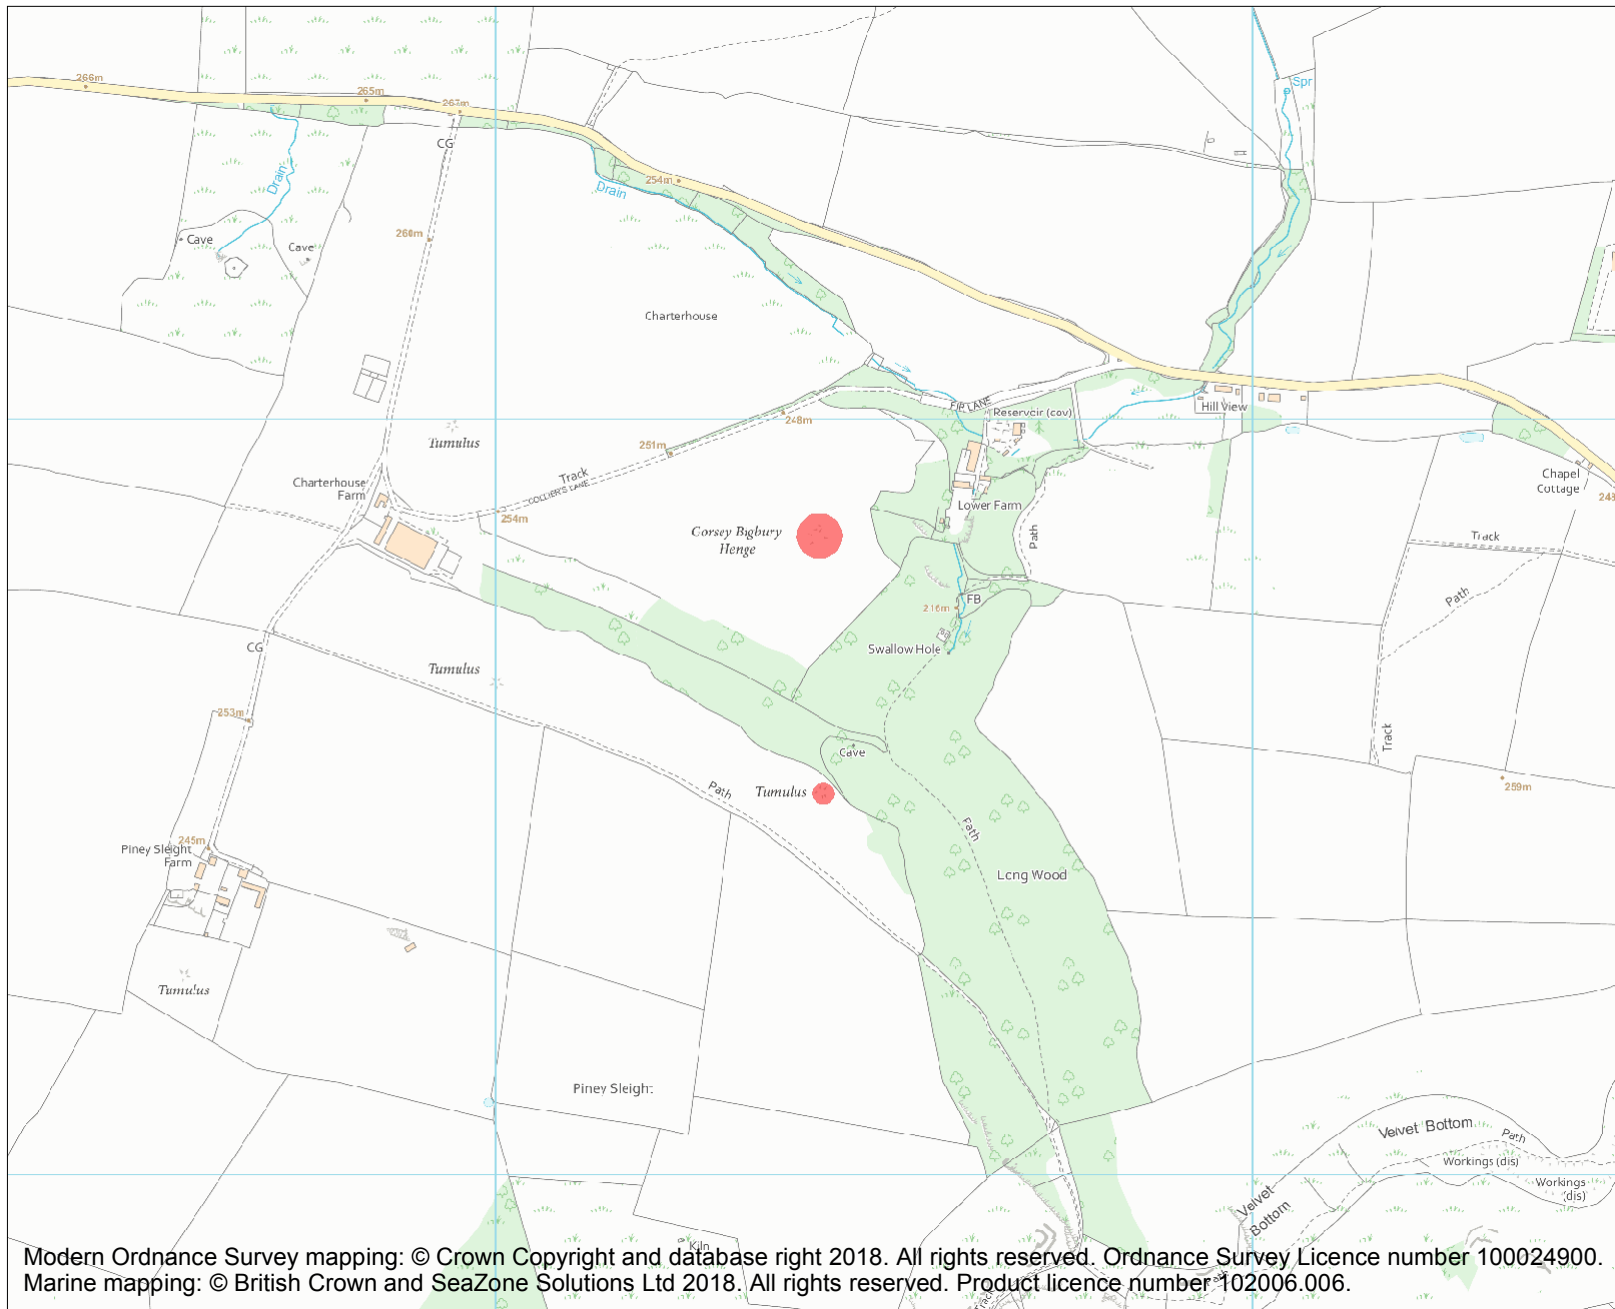 266m
265m
267m
Spr
CG
Drain
Drain
254m
Cave
Cave
260m
Charterhouse
FIR LANE
Reservoir (cov)
Hill View
248m
Tumulus
251m
Track
COLLIER'S LANE
Charterhouse
Farm
254m
Chapel
Cottage
248
Lower Farm
Gorsey Bigbury
Henge
Path
Track
Path
216m
FB
Swallow Hole
CG
Tumulus
253m
Track
Cave
Path
Tumulus
259m
Path
245m
Piney Sleight
Farm
Long Wood
Tumulus
Piney Sleight
Velvet Bottom
Path
Workings (dis)
Workings
(dis)
Velvet
Bottom
Kiln
Path
Track
Modern Ordnance Survey mapping: © Crown Copyright and database right 2018. All rights reserved. Ordnance Survey Licence number 100024900.
Marine mapping: © British Crown and SeaZone Solutions Ltd 2018. All rights reserved. Product licence number 102006.006.